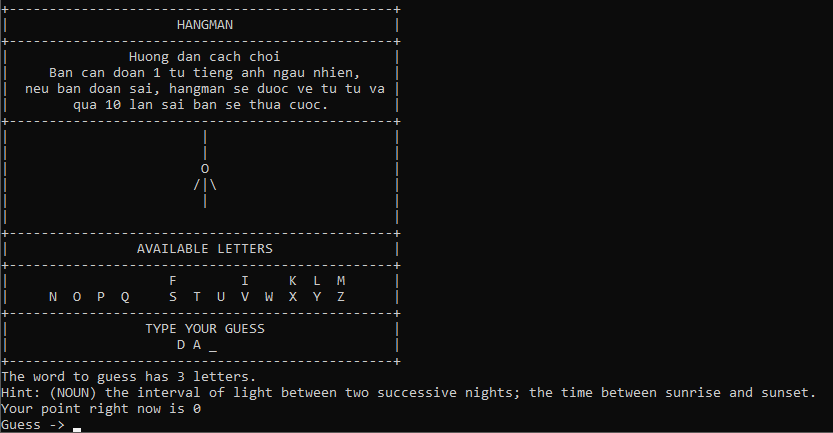 HANGMAN
Huong dan cach choi
Ban can doan 1 tu tieng anh ngau nhien,
neu ban doan sai, hangman se duoc ve tu tu va
qua 10 lan sai ban se thua cuoc.
|
|
O
/|\
|
AVAILABLE LETTERS
F I K L M
N O P Q S T U V W X Y Z
TYPE YOUR GUESS
D A _
The word to guess has 3 letters.
Hint: (NOUN) the interval of light between two successive nights; the time between sunrise and sunset.
Your point right now is 0
Guess -> _